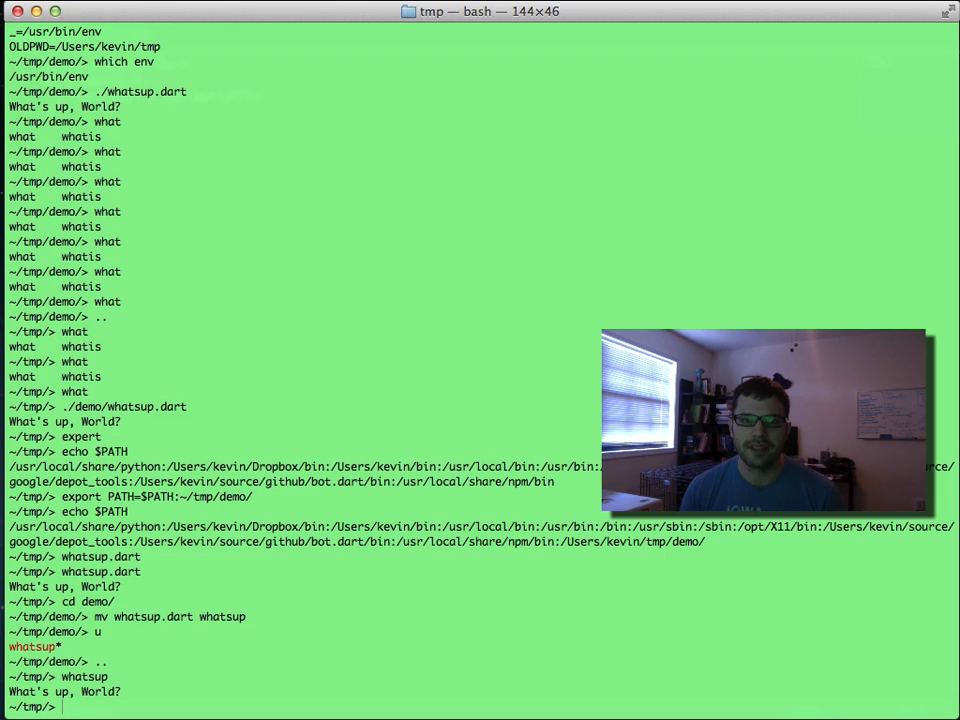 tmp — bash — 144×46
_=/usr/bin/env
OLDPWD=/Users/kevin/tmp
~/tmp/demo/> which env
/usr/bin/env
~/tmp/demo/> ./whatsup.dart
What's up, World?
~/tmp/demo/> what
what    whatis
~/tmp/demo/> what
what    whatis
~/tmp/demo/> what
what    whatis
~/tmp/demo/> what
what    whatis
~/tmp/demo/> what
what    whatis
~/tmp/demo/> what
what    whatis
~/tmp/demo/> what
~/tmp/demo/> ..
~/tmp/> what
what    whatis
~/tmp/> what
what    whatis
~/tmp/> what
~/tmp/> ./demo/whatsup.dart
What's up, World?
~/tmp/> expert
~/tmp/> echo $PATH
/usr/local/share/python:/Users/kevin/Dropbox/bin:/Users/kevin/bin:/usr/local/bin:/usr/bin: rce/
google/depot_tools:/Users/kevin/source/github/bot.dart/bin:/usr/local/share/npm/bin
~/tmp/> export PATH=$PATH:~/tmp/demo/
~/tmp/> echo $PATH
/usr/local/share/python:/Users/kevin/Dropbox/bin:/Users/kevin/bin:/usr/local/bin:/usr/bin:/bin:/usr/sbin:/sbin:/opt/X11/bin:/Users/kevin/source/
google/depot_tools:/Users/kevin/source/github/bot.dart/bin:/usr/local/share/npm/bin:/Users/kevin/tmp/demo/
~/tmp/> whatsup.dart
~/tmp/> whatsup.dart
What's up, World?
~/tmp/> cd demo/
~/tmp/demo/> mv whatsup.dart whatsup
~/tmp/demo/> u
whatsup*
~/tmp/demo/> ..
~/tmp/> whatsup
What's up, World?
~/tmp/>
IOWA